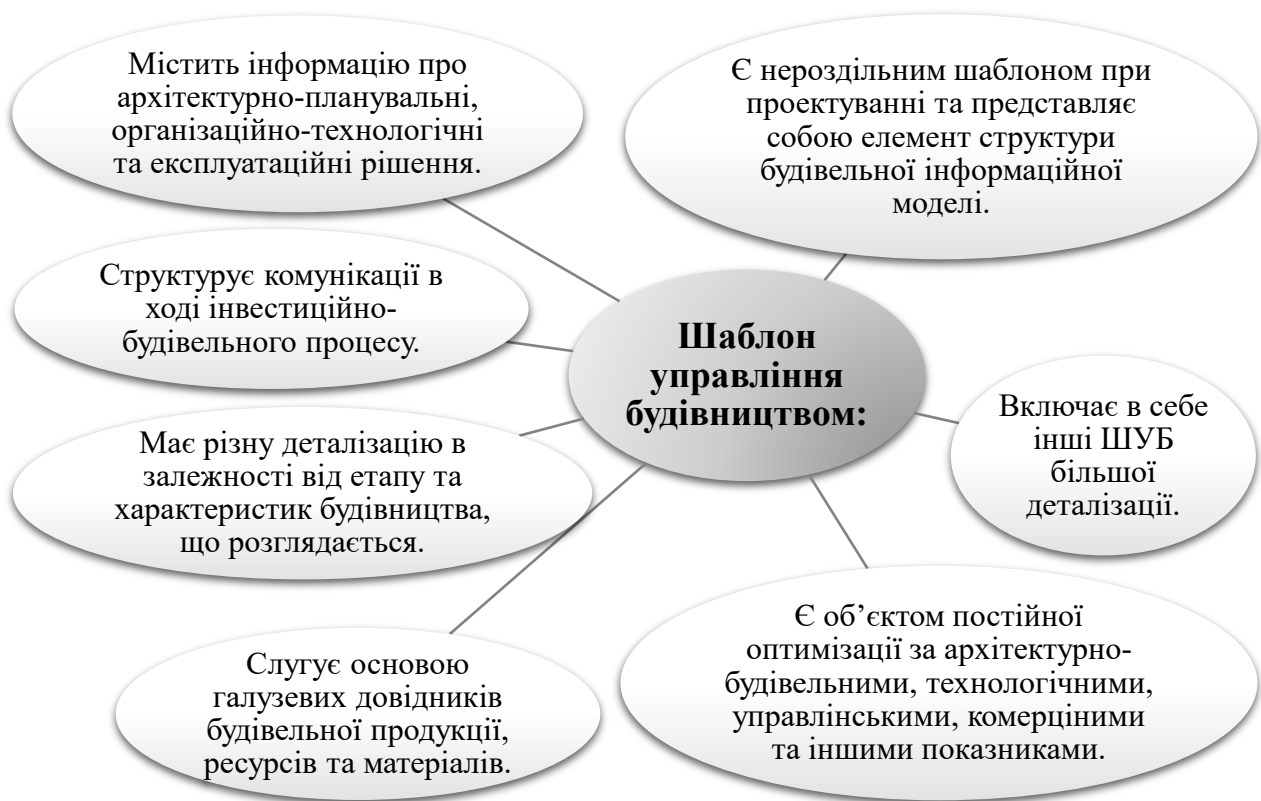 Містить інформацію про
архітектурно-планувальні,
організаційно-технологічні
та експлуатаційні рішення.
Є нероздільним шаблоном при
проектуванні та представляє
собою елемент структури
будівельної інформаційної
моделі.
Структурує комунікації в
ході інвестиційно-
будівельного процесу.
Шаблон
управління
будівництвом:
Має різну деталізацію в
залежності від етапу та
характеристик будівництва,
що розглядається.
Включає в себе
інші ШУБ
більшої
деталізації.
Слугує основою
галузевих довідників
будівельної продукції,
ресурсів та матеріалів.
Є об’єктом постійної
оптимізації за архітектурно-
будівельними, технологічними,
управлінськими, комерціними
та іншими показниками.